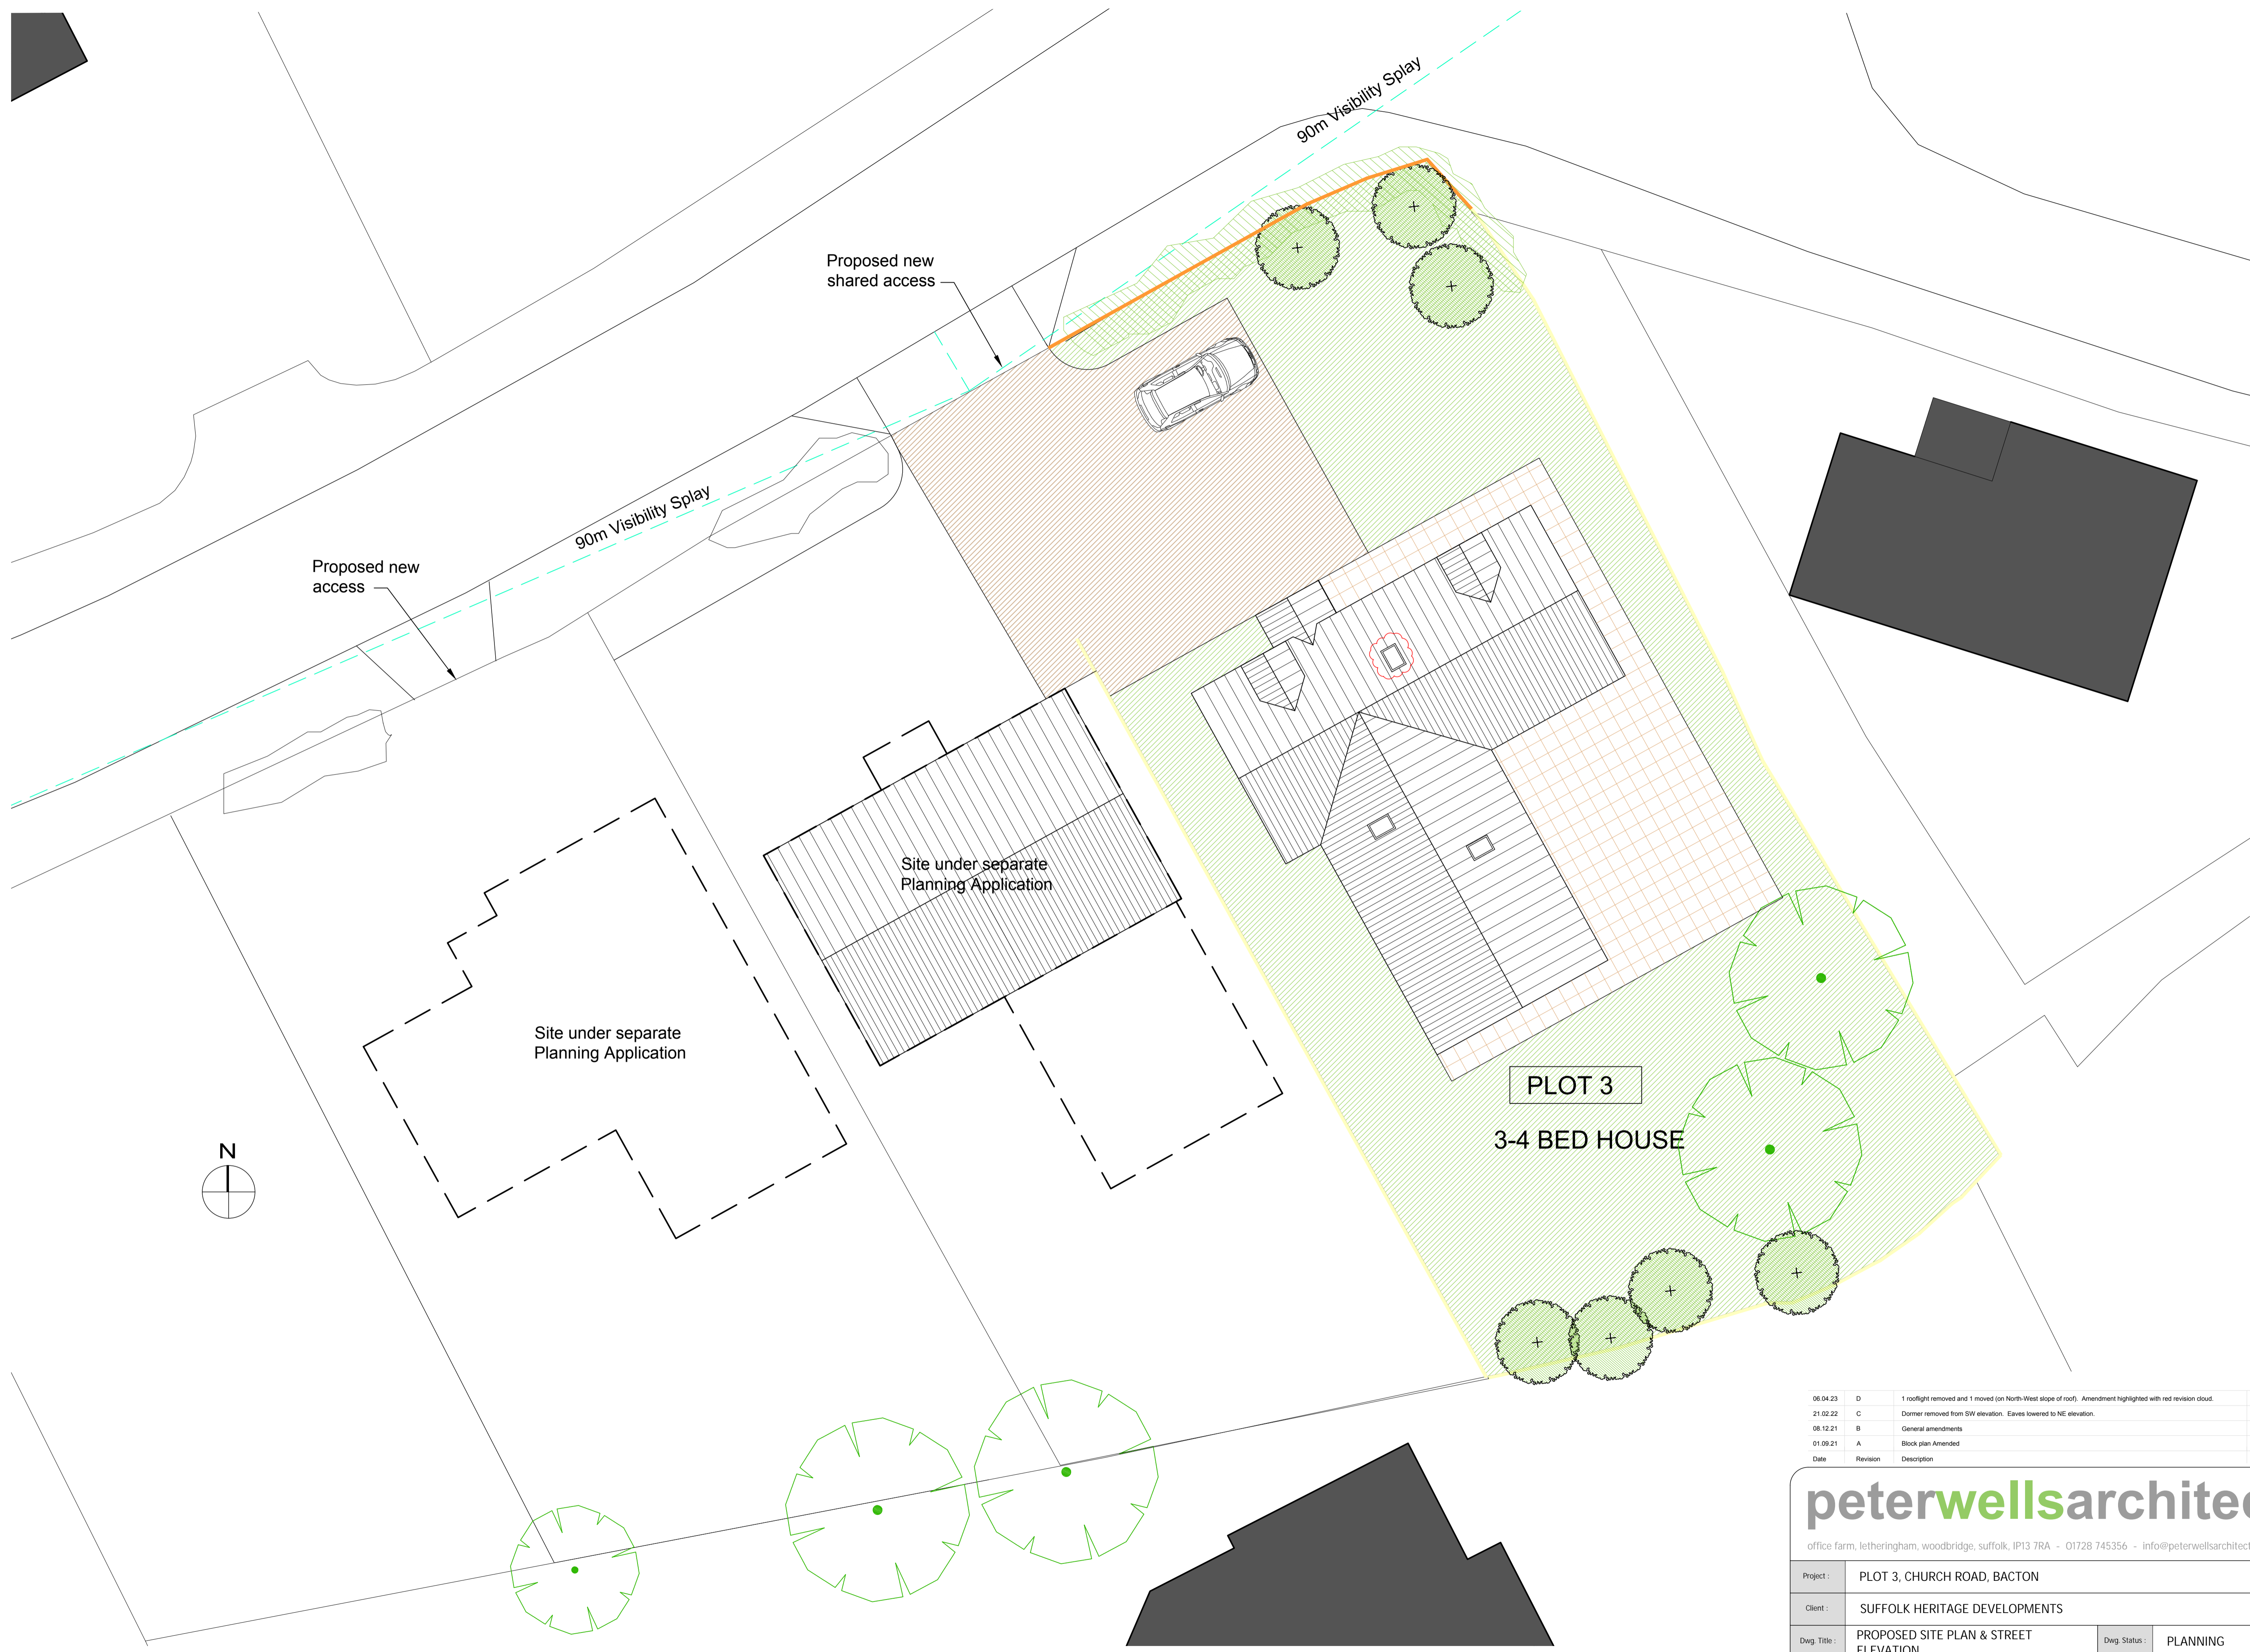 90m Visibility Splay
Proposed new
shared access
90m Visibility Splay
Proposed new
access
Site under separate
Planning Application
Site under separate
Planning Application
PLOT 3
3-4 BED HOUSE
N
06.04.23 D 1 rooflight removed and 1 moved (on North-West slope of roof). Amendment highlighted with red revision cloud.
21.02.22 C Dormer removed from SW elevation. Eaves lowered to NE elevation.
08.12.21 B General amendments
01.09.21 A Block plan Amended
Date Revision Description
peterwellsarchitec
office farm, letheringham, woodbridge, suffolk, IP13 7RA - 01728 745356 - info@peterwellsarchitect
Project : PLOT 3, CHURCH ROAD, BACTON
Client : SUFFOLK HERITAGE DEVELOPMENTS
Dwg. Title : PROPOSED SITE PLAN & STREET
ELEVATION
Dwg. Status : PLANNING